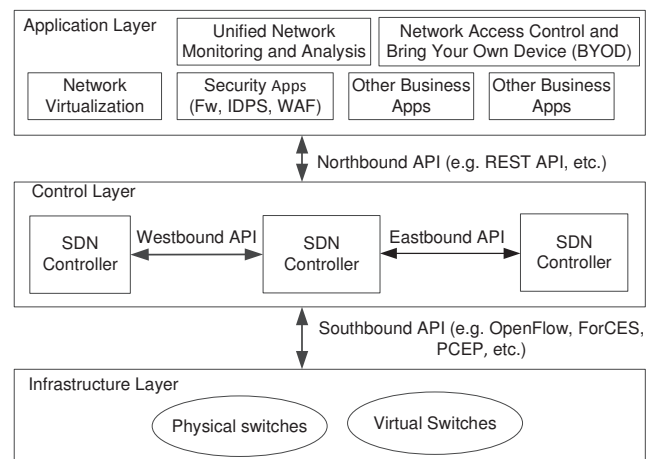 Application Layer
Unified Network
Monitoring and Analysis
Network Access Control and
Bring Your Own Device (BYOD)
Network
Virtualization
Security Apps
(Fw, IDPS, WAF)
Other Business
Apps
Other Business
Apps
Northbound API (e.g. REST API, etc.)
Control Layer
SDN
Controller
Westbound API
SDN
Controller
Eastbound API
SDN
Controller
Southbound API (e.g. OpenFlow, ForCES,
PCEP, etc.)
Infrastructure Layer
Physical switches
Virtual Switches